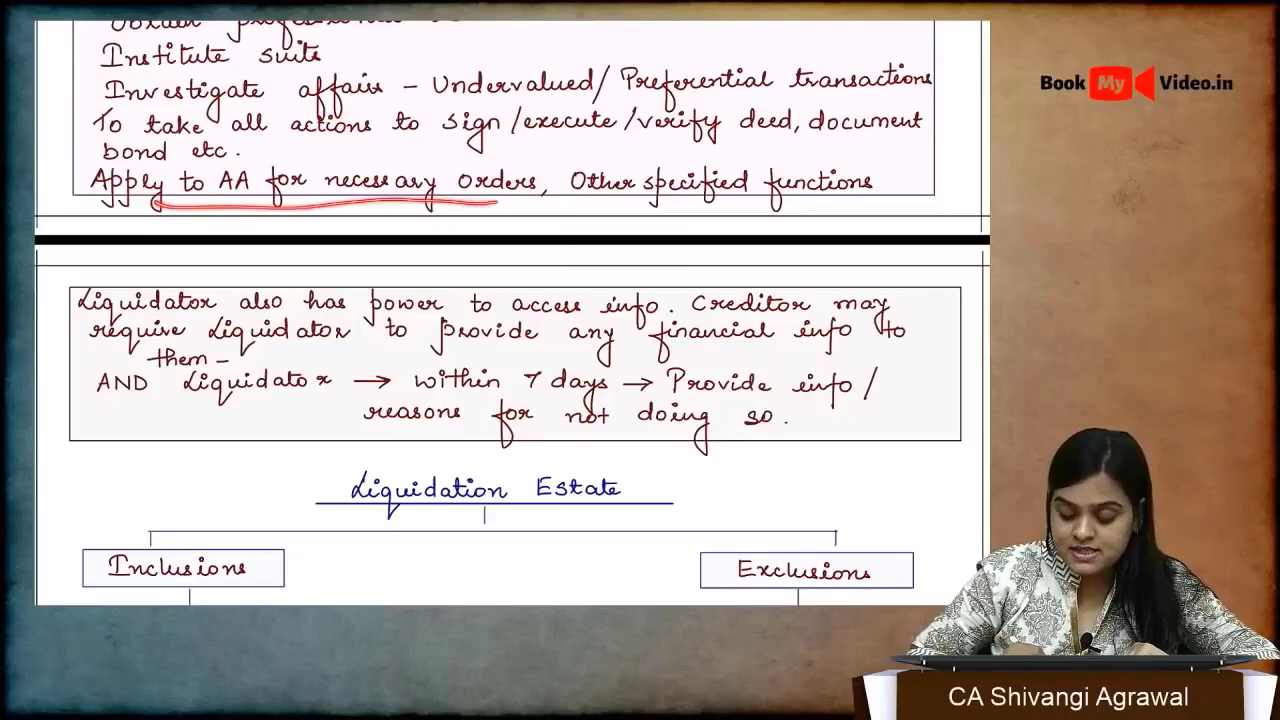 Institute suits
Investigate affairs - Undervalued/ Preferential transactions
To take all actions to sign/execute/verify deed, document
bond etc.
Apply to AA for necessary orders, Other specified functions
Liquidator also has power to access info. Creditor may
require Liquidator to provide any financial info to
them -
AND Liquidator → within 7 days → Provide info /
reasons for not doing so.
Liquidation Estate
Inclusions
Exclusions
Book My Video.in
CA Shivangi Agrawal